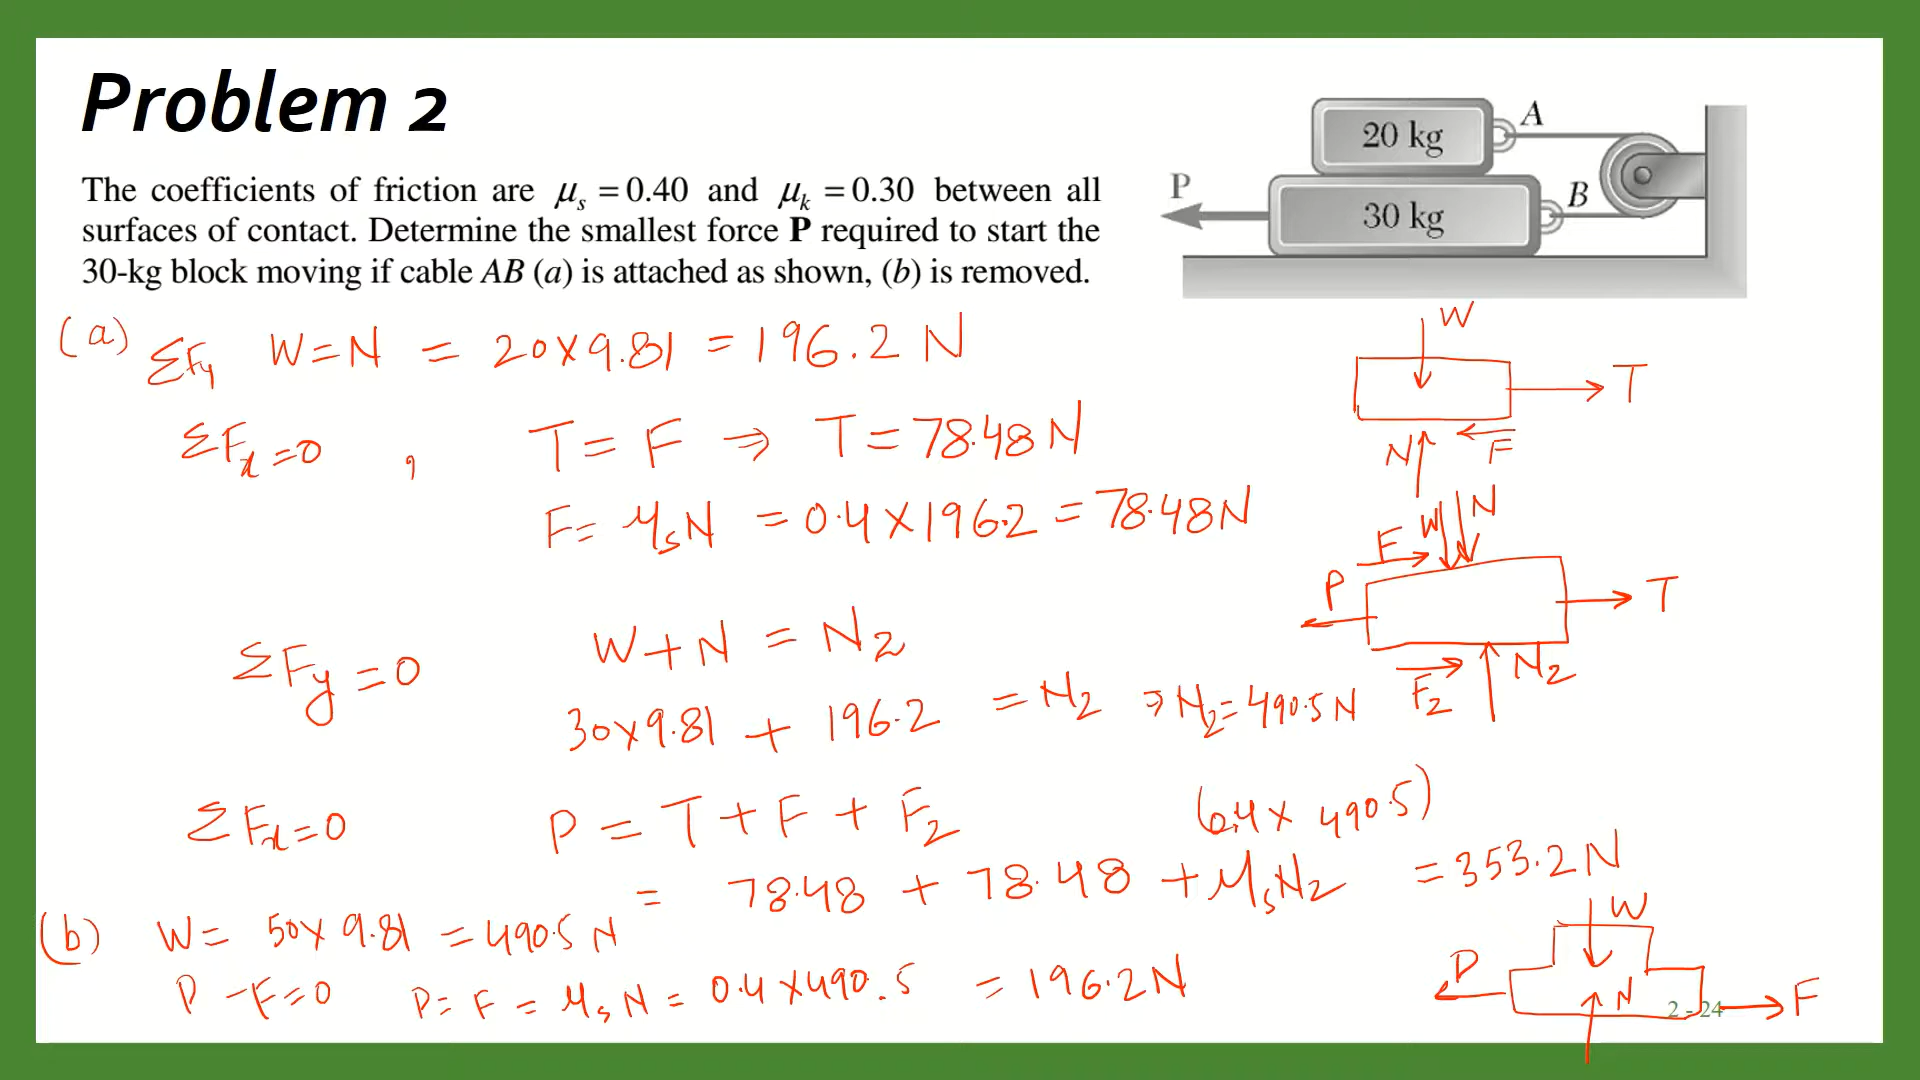 Problem 2
The coefficients of friction are μs = 0.40 and μk = 0.30 between all
surfaces of contact. Determine the smallest force P required to start the
30-kg block moving if cable AB (a) is attached as shown, (b) is removed.
20 kg
A
P
30 kg
B
(a) ΣFy W=N = 20×9.81 = 196.2 N
W
T
N
F
ΣFx=0 , T= F ⇒ T=78.48 N
F= μsN = 0.4×196.2 = 78.48N
F
W
N
P
T
F2
N2
ΣFy=0 W+N = N2
30×9.81 + 196.2 = N2 ⇒ N2=490.5 N
ΣFx=0 P = T + F + F2
(0.4× 490.5)
= 78.48 + 78.48 + μsN2 = 353.2 N
(b) W= 50× 9.81 = 490.5 N
P -F=0 P= F = μsN = 0.4×490.5 = 196.2N
W
P
N
F
2 - 24